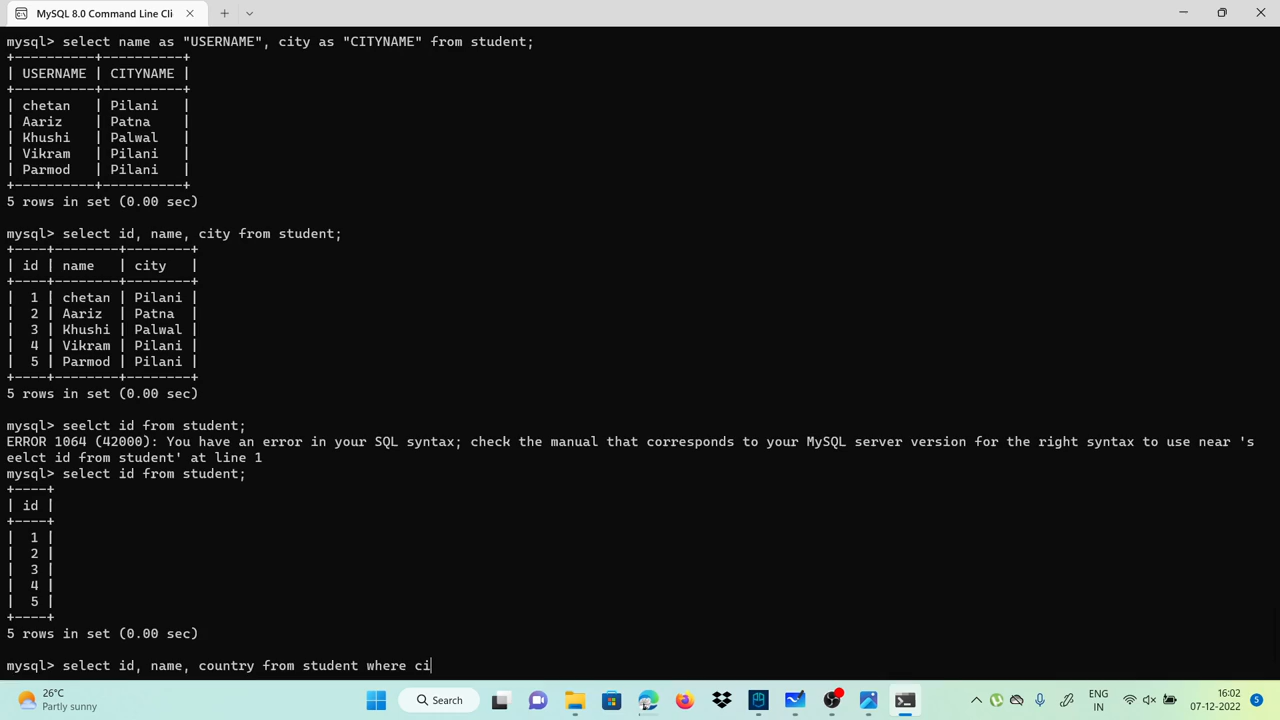 MySQL 8.0 Command Line Cli
mysql> select name as "USERNAME", city as "CITYNAME" from student;
+----------+----------+
| USERNAME | CITYNAME |
+----------+----------+
| chetan   | Pilani   |
| Aariz    | Patna    |
| Khushi   | Palwal   |
| Vikram   | Pilani   |
| Parmod   | Pilani   |
+----------+----------+
5 rows in set (0.00 sec)
mysql> select id, name, city from student;
+----+--------+--------+
| id | name   | city   |
+----+--------+--------+
|  1 | chetan | Pilani |
|  2 | Aariz  | Patna  |
|  3 | Khushi | Palwal |
|  4 | Vikram | Pilani |
|  5 | Parmod | Pilani |
+----+--------+--------+
5 rows in set (0.00 sec)
mysql> seelct id from student;
ERROR 1064 (42000): You have an error in your SQL syntax; check the manual that corresponds to your MySQL server version for the right syntax to use near 's
eelct id from student' at line 1
mysql> select id from student;
+----+
| id |
+----+
|  1 |
|  2 |
|  3 |
|  4 |
|  5 |
+----+
5 rows in set (0.00 sec)
mysql> select id, name, country from student where ci
26°C
Partly sunny
Search
ENG
IN
16:02
07-12-2022
5